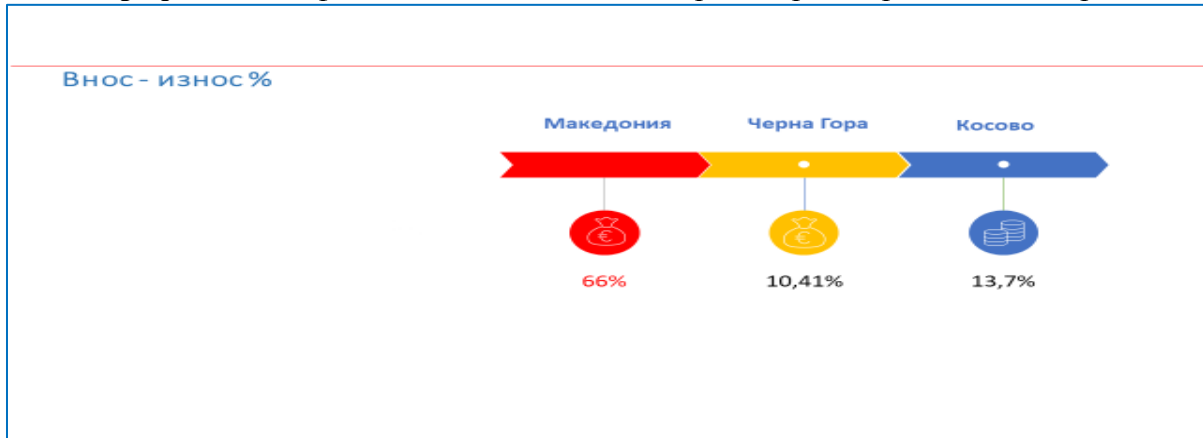 Внос - износ %
Македония Черна Гора Косово
66% 10,41% 13,7%